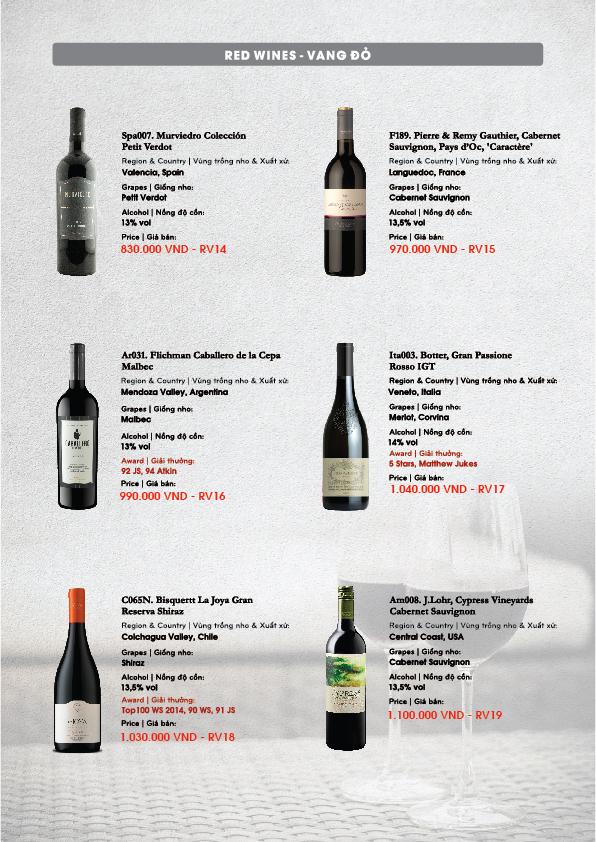 RED WINES - VANG ĐỎ
Spa007. Murviedro Colección
Petit Verdot
Region & Country | Vùng trồng nho & Xuất xứ:
Valencia, Spain
Grapes | Giống nho:
Petit Verdot
Alcohol | Nồng độ cồn:
13% vol
Price | Giá bán:
830.000 VND - RV14
F189. Pierre & Remy Gauthier, Cabernet
Sauvignon, Pays d'Oc, 'Caractère'
Region & Country | Vùng trồng nho & Xuất xứ:
Languedoc, France
Grapes | Giống nho:
Cabernet Sauvignon
Alcohol | Nồng độ cồn:
13,5% vol
Price | Giá bán:
970.000 VND - RV15
Ar031. Flichman Caballero de la Cepa
Malbec
Region & Country | Vùng trồng nho & Xuất xứ:
Mendoza Valley, Argentina
Grapes | Giống nho:
Malbec
Alcohol | Nồng độ cồn:
13% vol
Award | Giải thưởng:
92 JS, 94 Atkin
Price | Giá bán:
990.000 VND - RV16
CABALLERO
Ita003. Botter, Gran Passione
Rosso IGT
Region & Country | Vùng trồng nho & Xuất xứ:
Veneto, Italia
Grapes | Giống nho:
Merlot, Corvina
Alcohol | Nồng độ cồn:
14% vol
Award | Giải thưởng:
5 Stars, Matthew Jukes
Price | Giá bán:
1.040.000 VND - RV17
C065N. Bisquertt La Joya Gran
Reserva Shiraz
Region & Country | Vùng trồng nho & Xuất xứ:
Colchagua Valley, Chile
Grapes | Giống nho:
Shiraz
Alcohol | Nồng độ cồn:
13,5% vol
Award | Giải thưởng:
Top100 WS 2014, 90 WS, 91 JS
Price | Giá bán:
1.030.000 VND - RV18
Am008. J.Lohr, Cypress Vineyards
Cabernet Sauvignon
Region & Country | Vùng trồng nho & Xuất xứ:
Central Coast, USA
Grapes | Giống nho:
Cabernet Sauvignon
Alcohol | Nồng độ cồn:
13,5% vol
Price | Giá bán:
1.100.000 VND - RV19
CYPRESS